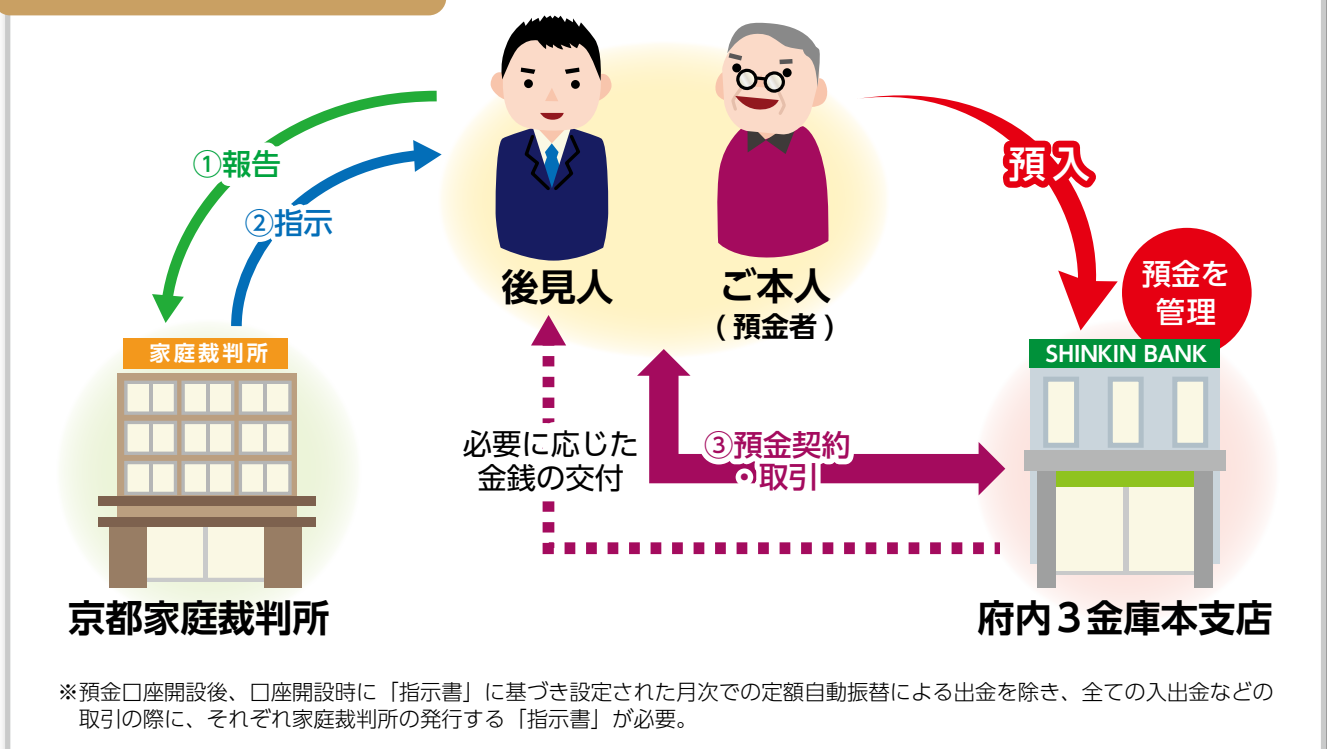 ①報告
②指示
預入
預金を
管理
後見人
ご本人
(預金者)
家庭裁判所
SHINKIN BANK
必要に応じた
金銭の交付
③預金契約
⊙取引
京都家庭裁判所
府内３金庫本支店
※預金口座開設後、口座開設時に「指示書」に基づき設定された月次での定額自動振替による出金を除き、全ての入出金などの
取引の際に、それぞれ家庭裁判所の発行する「指示書」が必要。